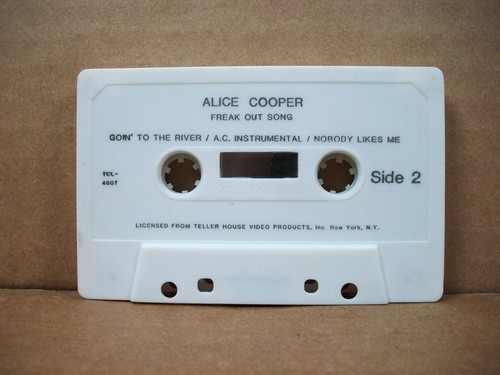 ALICE COOPER
FREAK OUT SONG
GOIN' TO THE RIVER / A.C. INSTRUMENTAL / NOBODY LIKES ME
TEL-
4007
Side 2
LICENSED FROM TELLER HOUSE VIDEO PRODUCTS, Inc. New York, N.Y.